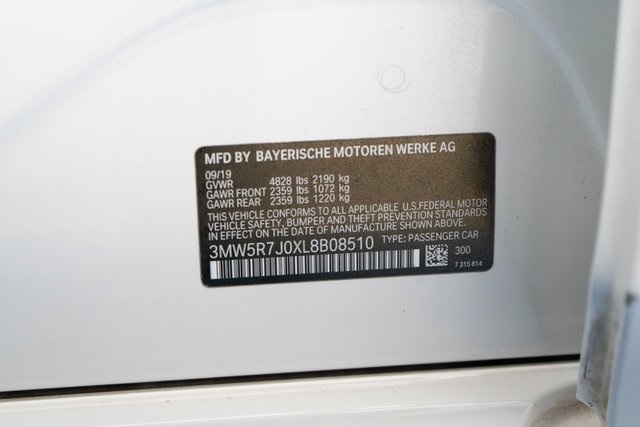 MFD BY BAYERISCHE MOTOREN WERKE AG
09/19
GVWR 4828 lbs 2190 kg
GAWR FRONT 2359 lbs 1072 kg
GAWR REAR 2359 lbs 1220 kg
THIS VEHICLE CONFORMS TO ALL APPLICABLE U.S.FEDERAL MOTOR
VEHICLE SAFETY, BUMPER AND THEFT PREVENTION STANDARDS
IN EFFECT ON THE DATE OF MANUFACTURE SHOWN ABOVE.
3MW5R7J0XL8B08510 TYPE: PASSENGER CAR
300
7 315 814